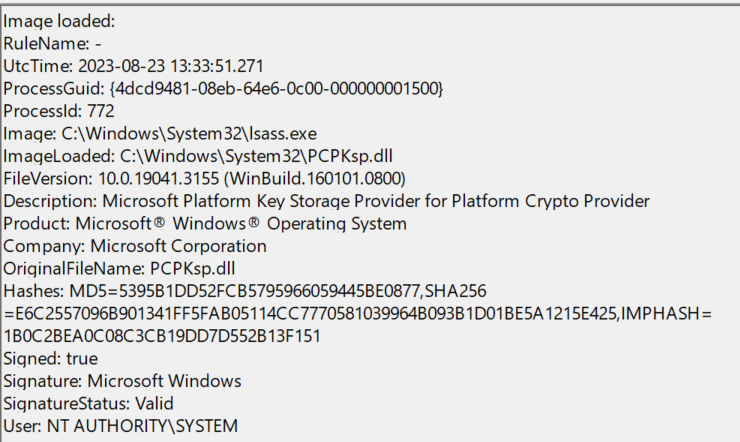 Image loaded:
RuleName: -
UtcTime: 2023-08-23 13:33:51.271
ProcessGuid: {4dcd9481-08eb-64e6-0c00-000000001500}
ProcessId: 772
Image: C:\Windows\System32\lsass.exe
ImageLoaded: C:\Windows\System32\PCPKsp.dll
FileVersion: 10.0.19041.3155 (WinBuild.160101.0800)
Description: Microsoft Platform Key Storage Provider for Platform Crypto Provider
Product: Microsoft® Windows® Operating System
Company: Microsoft Corporation
OriginalFileName: PCPKsp.dll
Hashes: MD5=5395B1DD52FCB5795966059445BE0877,SHA256
=E6C2557096B901341FF5FAB05114CC7770581039964B093B1D01BE5A1215E425,IMPHASH=
1B0C2BEA0C08C3CB19DD7D552B13F151
Signed: true
Signature: Microsoft Windows
SignatureStatus: Valid
User: NT AUTHORITY\SYSTEM